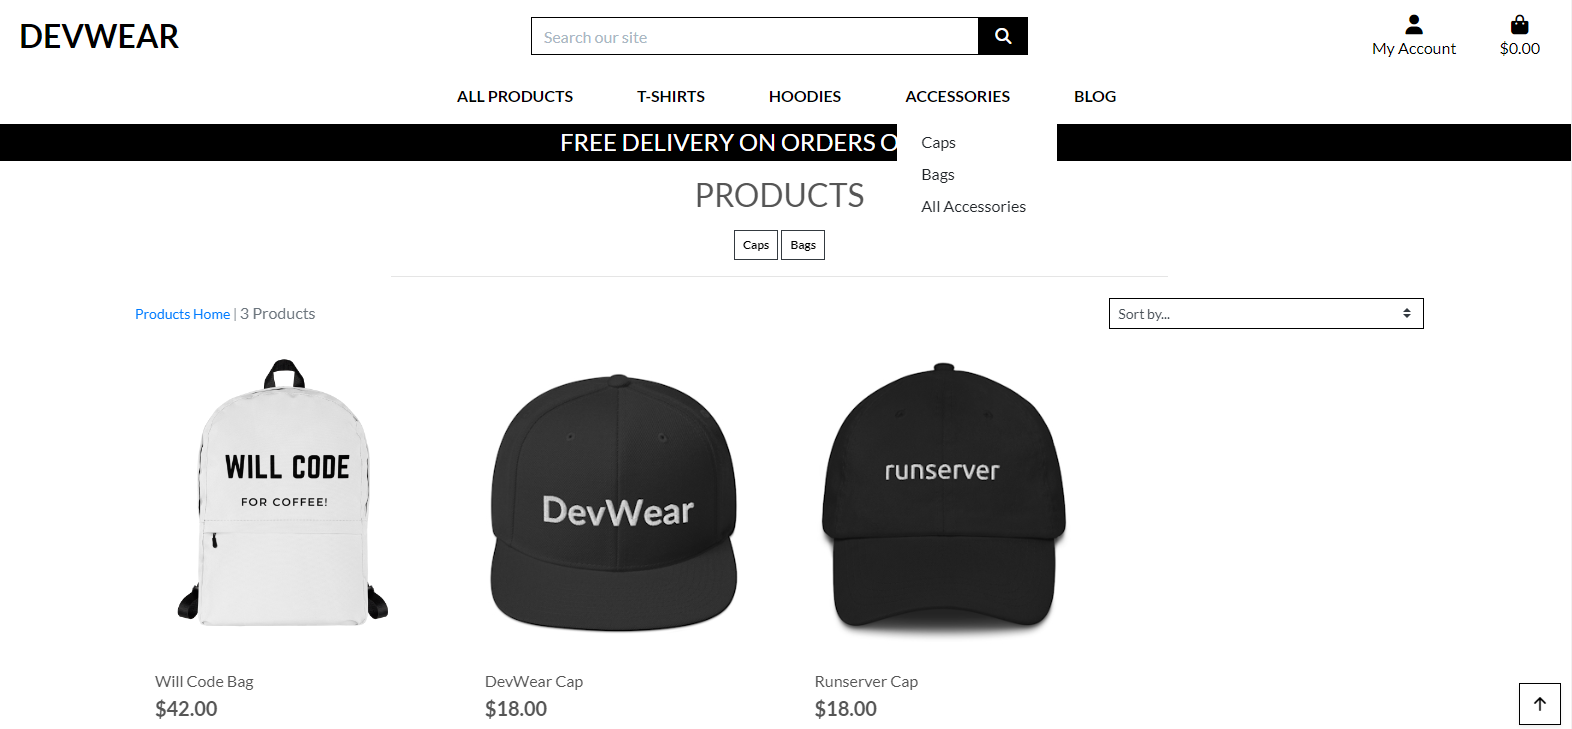 DEVWEAR
Search our site
My Account
$0.00
ALL PRODUCTS
T-SHIRTS
HOODIES
ACCESSORIES
BLOG
FREE DELIVERY ON ORDERS
Caps
Bags
All Accessories
PRODUCTS
Caps
Bags
Products Home | 3 Products
Sort by...
WILL CODE
FOR COFFEE!
DevWear
runserver
Will Code Bag
$42.00
DevWear Cap
$18.00
Runserver Cap
$18.00